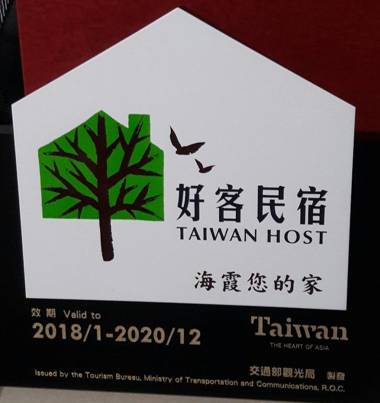 好客民宿
TAIWAN HOST
海霞您的家
效期 Valid to
2018/1-2020/12
Taiwan
THE HEART OF ASIA
交通部觀光局 製發
Issued by the Tourism Bureau, Ministry of Transportation and Communications, R.O.C.